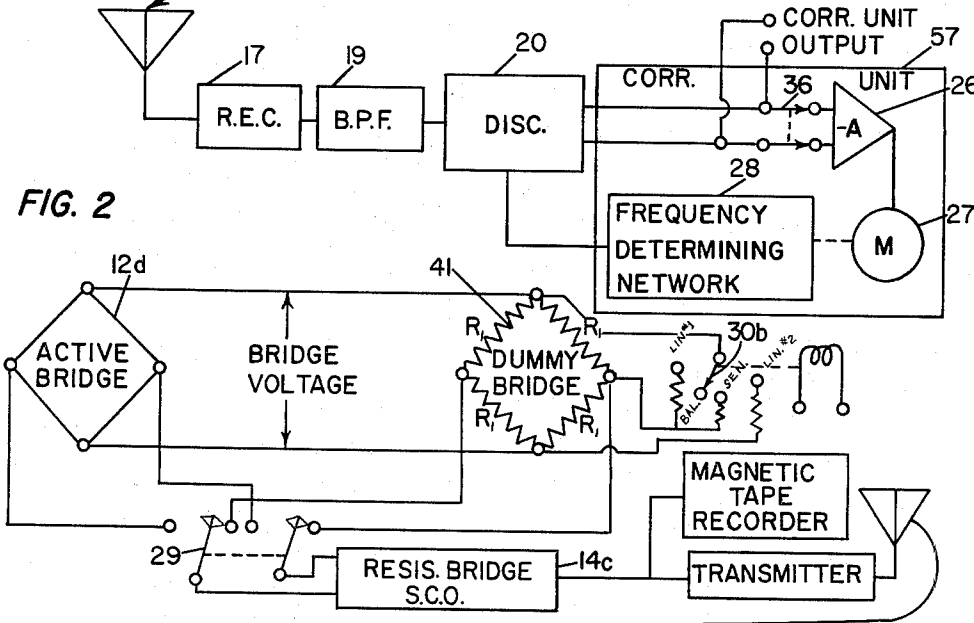 CORR. UNIT
OUTPUT
57
17
19
20
CORR.
36
UNIT
26
R.E.C.
B.P.F.
DISC.
-A
FIG. 2
28
FREQUENCY
DETERMINING
NETWORK
27
M
12d
41
ACTIVE
BRIDGE
BRIDGE
VOLTAGE
R1
R1
DUMMY
BRIDGE
R1
R1
LIN#1
30b
BAL.
SEN.
LIN.#2
29
MAGNETIC
TAPE
RECORDER
14c
RESIS. BRIDGE
S.C.O.
TRANSMITTER